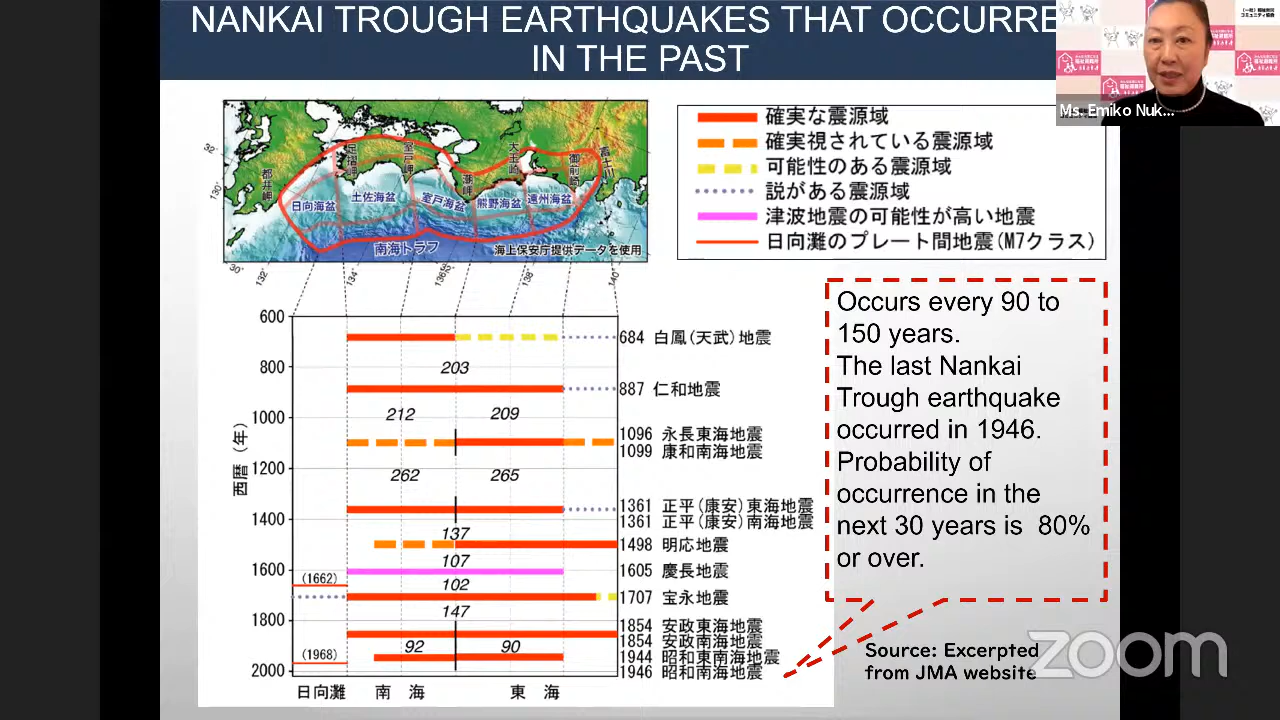 NANKAI TROUGH EARTHQUAKES THAT OCCURRE
IN THE PAST
Ms. Emiko Nuk...
32°
130°
都井岬
足摺岬
室戸岬
潮岬
大王崎
御前崎
富士川
日向海盆
土佐海盆
室戸海盆
熊野海盆
遠州海盆
南海トラフ
海上保安庁提供データを使用
30°
132°
134°
136°
138°
140°
確実な震源域
確実視されている震源域
可能性のある震源域
説がある震源域
津波地震の可能性が高い地震
日向灘のプレート間地震(M7クラス)
西暦(年)
600
800
1000
1200
1400
1600
1800
2000
203
212 209
262 265
137
107
102
147
92 90
(1662)
(1968)
684 白鳳(天武)地震
887 仁和地震
1096 永長東海地震
1099 康和南海地震
1361 正平(康安)東海地震
1361 正平(康安)南海地震
1498 明応地震
1605 慶長地震
1707 宝永地震
1854 安政東海地震
1854 安政南海地震
1944 昭和東南海地震
1946 昭和南海地震
日向灘 南 海 東 海
Occurs every 90 to
150 years.
The last Nankai
Trough earthquake
occurred in 1946.
Probability of
occurrence in the
next 30 years is 80%
or over.
Source: Excerpted
from JMA website
zoom